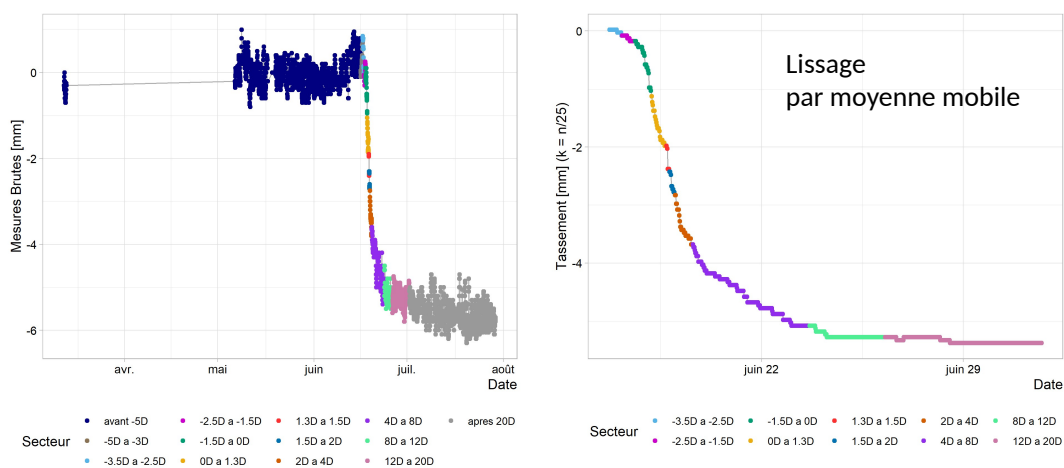 0
-2
-4
-6
Mesures Brutes [mm]
avr.
mai
juin
juil.
août
Date
Secteur
avant -5D
-5D a -3D
-3.5D a -2.5D
-2.5D a -1.5D
-1.5D a 0D
0D a 1.3D
1.3D a 1.5D
1.5D a 2D
2D a 4D
4D a 8D
8D a 12D
12D a 20D
apres 20D
Lissage
par moyenne mobile
0
-2
-4
Tassement [mm] (k = n/25)
juin 22
juin 29
Date
Secteur
-3.5D a -2.5D
-2.5D a -1.5D
-1.5D a 0D
0D a 1.3D
1.3D a 1.5D
1.5D a 2D
2D a 4D
4D a 8D
8D a 12D
12D a 20D